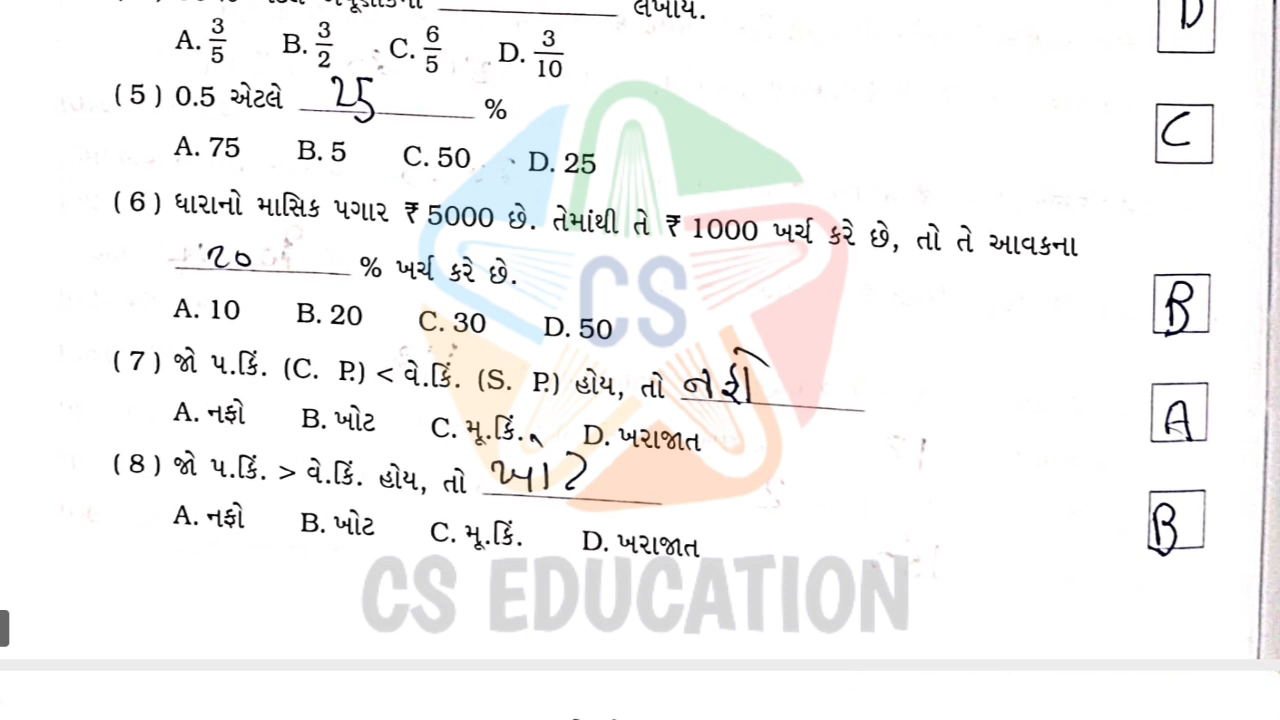 લખાય.
D
A. 3/5 B. 3/2 C. 6/5 D. 3/10
(5) 0.5 એટલે 25 %
C
A. 75 B. 5 C. 50 D. 25
(6) ધારાનો માસિક પગાર ₹ 5000 છે. તેમાંથી તે ₹ 1000 ખર્ચ કરે છે, તો તે આવકના
20 % ખર્ચ કરે છે.
B
A. 10 B. 20 C. 30 D. 50
(7) જો પ.કિં. (C. P.) < વે.કિં. (S. P.) હોય, તો નફો
A
A. નફો B. ખોટ C. મૂ.કિં. D. ખરાજાત
(8) જો પ.કિં. > વે.કિં. હોય, તો ખોટ
B
A. નફો B. ખોટ C. મૂ.કિં. D. ખરાજાત
CS
CS EDUCATION